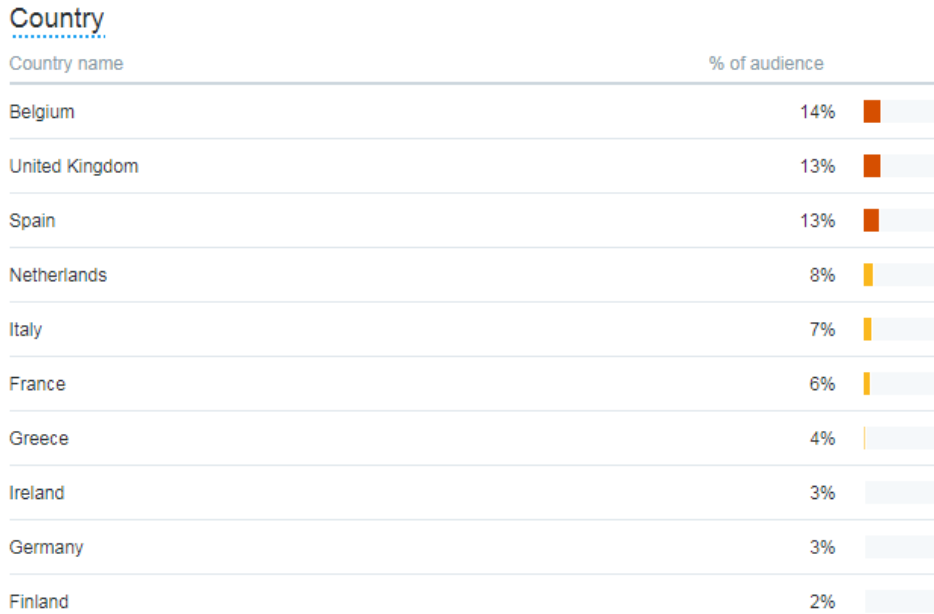 Country
Country name % of audience
Belgium 14%
United Kingdom 13%
Spain 13%
Netherlands 8%
Italy 7%
France 6%
Greece 4%
Ireland 3%
Germany 3%
Finland 2%